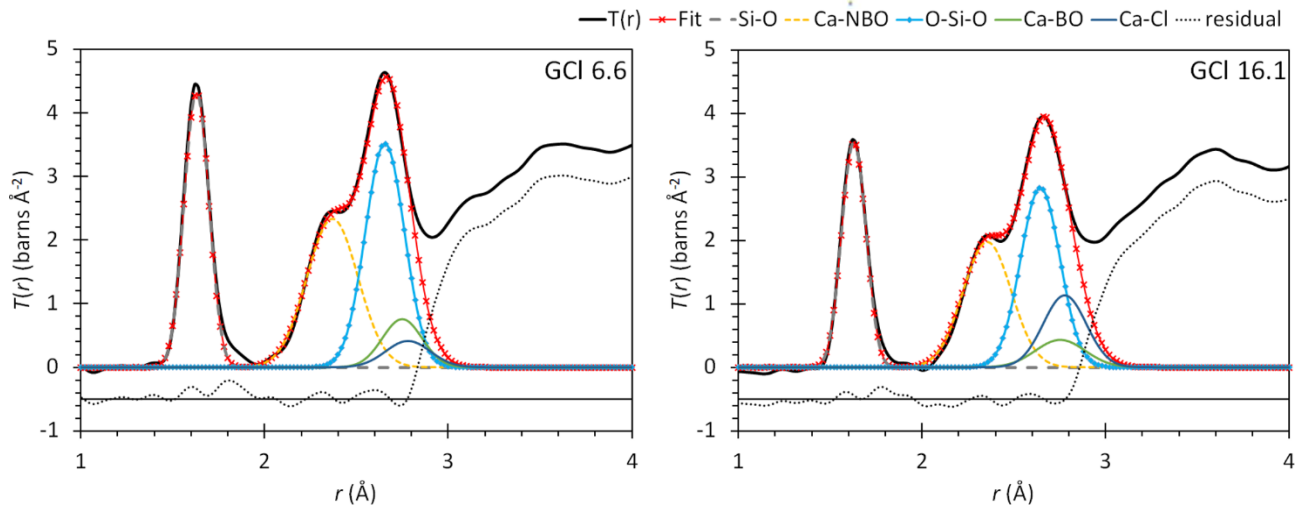 T(r) Fit Si-O Ca-NBO O-Si-O Ca-BO Ca-Cl residual
GCl 6.6
5
4
3
2
1
0
-1
T(r) (barns Å-2)
1 2 3 4
r (Å)
GCl 16.1
5
4
3
2
1
0
-1
T(r) (barns Å-2)
1 2 3 4
r (Å)